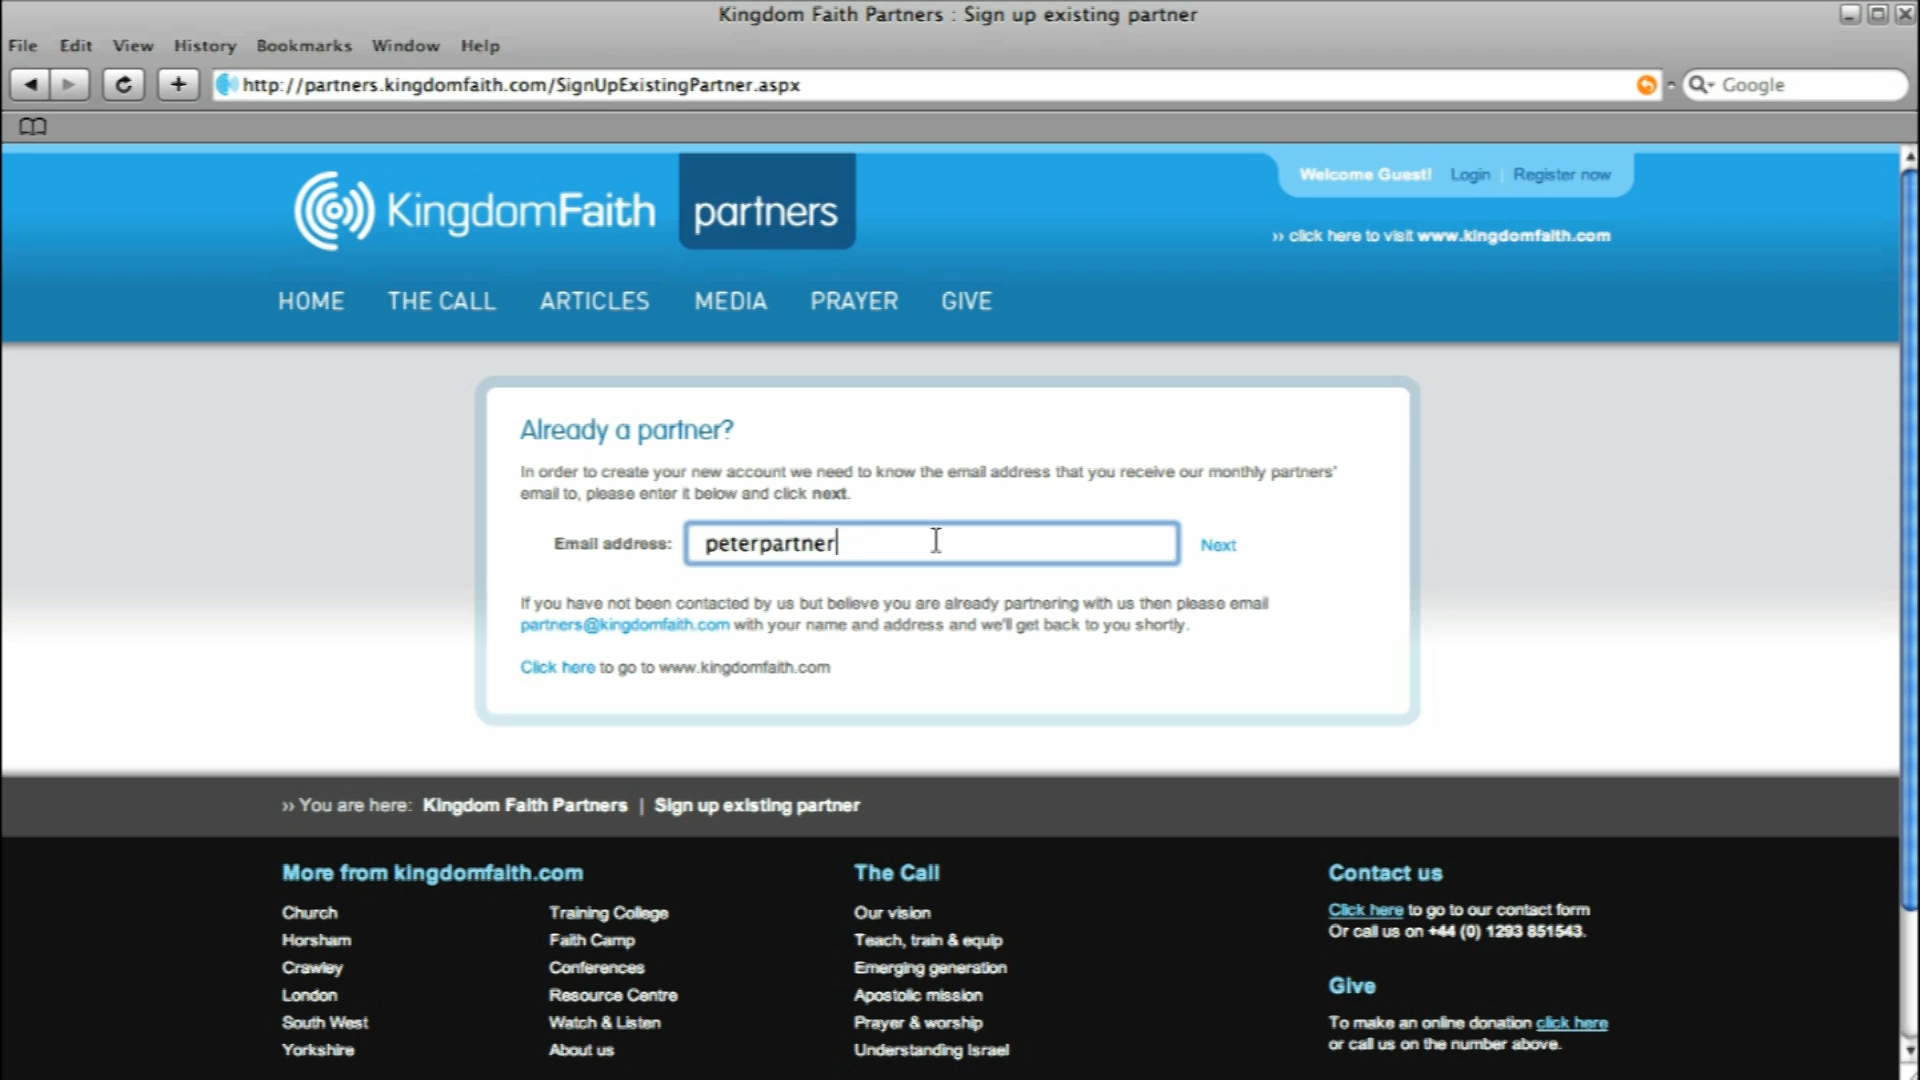 Kingdom Faith Partners : Sign up existing partner
File Edit View History Bookmarks Window Help
http://partners.kingdomfaith.com/SignUpExistingPartner.aspx
Google
KingdomFaith partners
Welcome Guest! Login | Register now
›› click here to visit www.kingdomfaith.com
HOME THE CALL ARTICLES MEDIA PRAYER GIVE
Already a partner?
In order to create your new account we need to know the email address that you receive our monthly partners'
email to, please enter it below and click next.
Email address: peterpartner Next
If you have not been contacted by us but believe you are already partnering with us then please email
partners@kingdomfaith.com with your name and address and we'll get back to you shortly.
Click here to go to www.kingdomfaith.com
›› You are here: Kingdom Faith Partners | Sign up existing partner
More from kingdomfaith.com
Church
Horsham
Crawley
London
South West
Yorkshire
Training College
Faith Camp
Conferences
Resource Centre
Watch & Listen
About us
The Call
Our vision
Teach, train & equip
Emerging generation
Apostolic mission
Prayer & worship
Understanding Israel
Contact us
Click here to go to our contact form
Or call us on +44 (0) 1293 851543.
Give
To make an online donation click here
or call us on the number above.